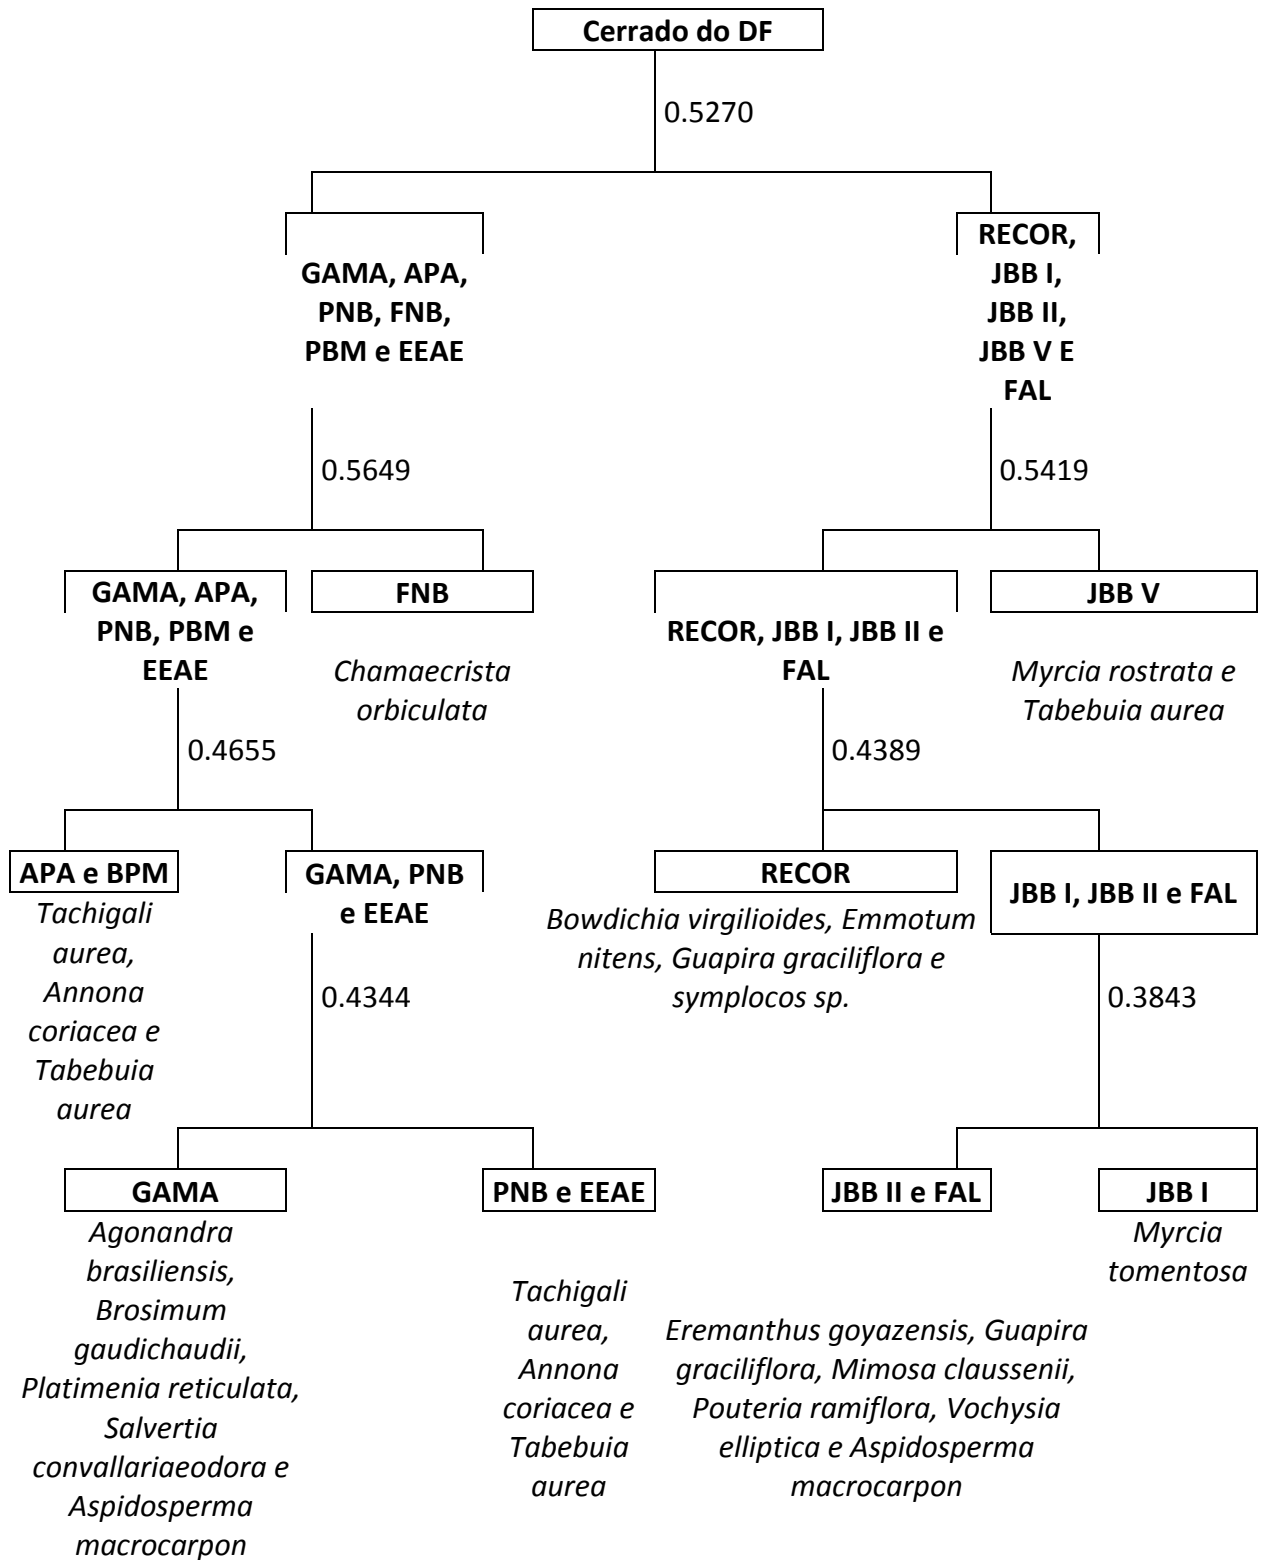 Cerrado do DF
0.5270
GAMA, APA,
PNB, FNB,
PBM e EEAE
RECOR,
JBB I,
JBB II,
JBB V E
FAL
0.5649
0.5419
GAMA, APA,
PNB, PBM e
EEAE
FNB
Chamaecrista
orbiculata
RECOR, JBB I, JBB II e
FAL
JBB V
Myrcia rostrata e
Tabebuia aurea
0.4655
0.4389
APA e BPM
Tachigali
aurea,
Annona
coriacea e
Tabebuia
aurea
GAMA, PNB
e EEAE
RECOR
Bowdichia virgilioides, Emmotum
nitens, Guapira graciliflora e
symplocos sp.
JBB I, JBB II e FAL
0.4344
0.3843
GAMA
Agonandra
brasiliensis,
Brosimum
gaudichaudii,
Platimenia reticulata,
Salvertia
convallariaeodora e
Aspidosperma
macrocarpon
PNB e EEAE
Tachigali
aurea,
Annona
coriacea e
Tabebuia
aurea
JBB II e FAL
Eremanthus goyazensis, Guapira
graciliflora, Mimosa claussenii,
Pouteria ramiflora, Vochysia
elliptica e Aspidosperma
macrocarpon
JBB I
Myrcia
tomentosa